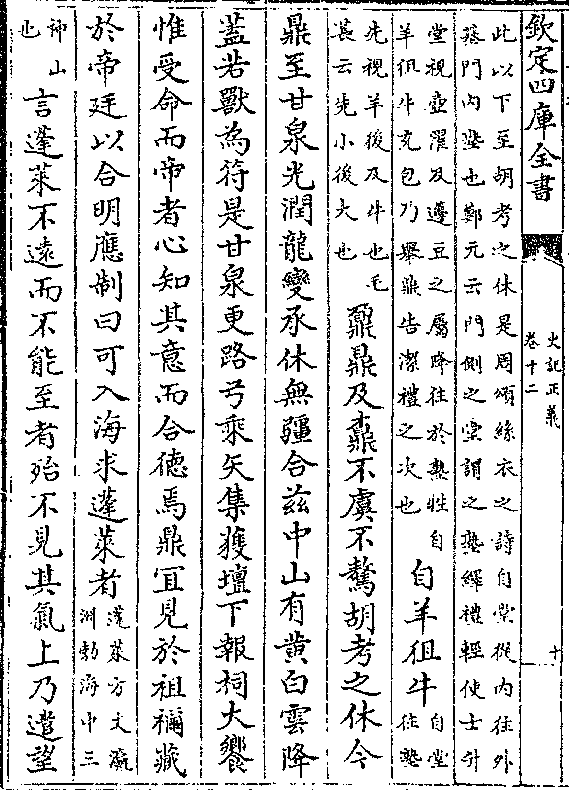 欽定四庫全書
史記正義
卷十二
十
此以下至胡考之休是周頌絲衣之詩自堂從内往外
基門内塾也鄭元云門側之堂謂之塾繹禮輕使士升
堂視壺濯及籩豆之屬降往於熟牲自
羊徂牛充包乃舉鼎告潔禮之次也
自羊徂牛
自堂
往塾
先視羊後及牛也毛
萇云先小後大也
鼐鼎及鼒不虞不驁胡考之休今
鼎至甘泉光潤龍變承休無疆合兹中山有黄白雲降
蓋若獸為符是甘泉更路弓乘矢集獲壇下報祠大饗
惟受命而帝者心知其意而合德焉鼎宜見於祖禰藏
於帝廷以合明應制曰可入海求蓬萊者
蓬萊方丈瀛
洲勃海中三
神山
也
言蓬萊不遠而不能至者殆不見其氣上乃遣望